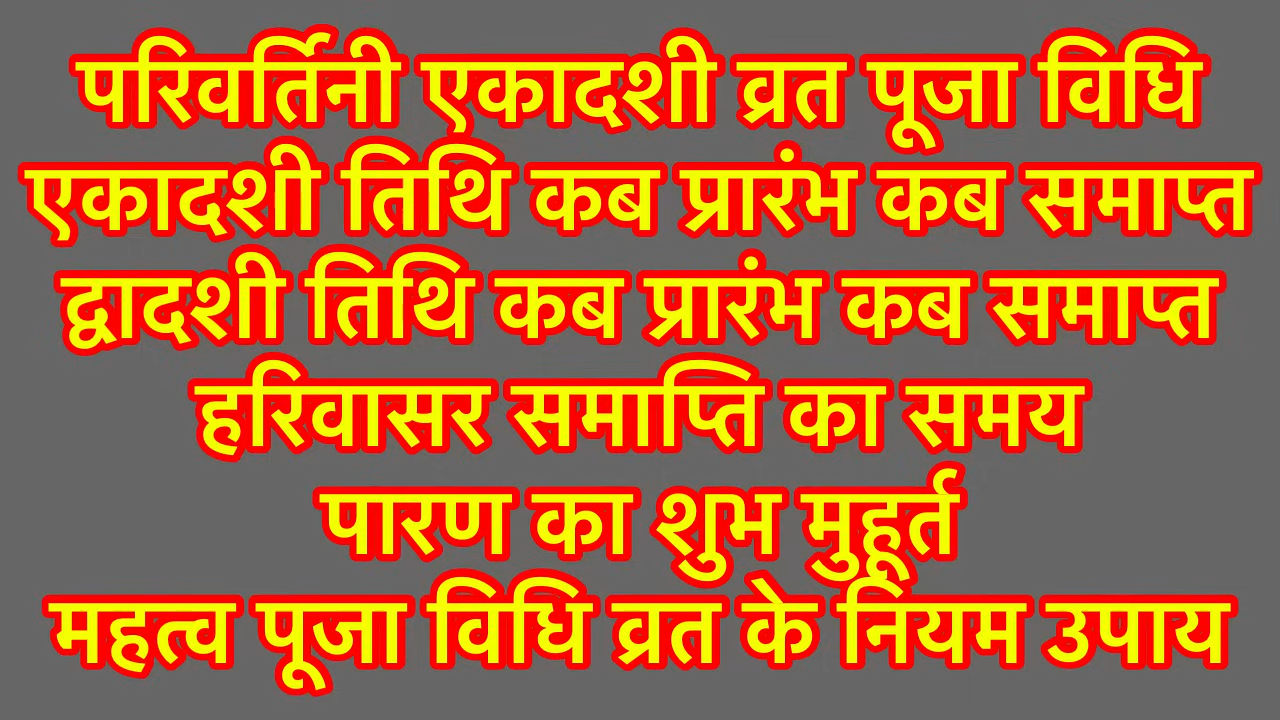 परिवर्तिनी एकादशी व्रत पूजा विधि
एकादशी तिथि कब प्रारंभ कब समाप्त
द्वादशी तिथि कब प्रारंभ कब समाप्त
हरिवासर समाप्ति का समय
पारण का शुभ मुहूर्त
महत्व पूजा विधि व्रत के नियम उपाय